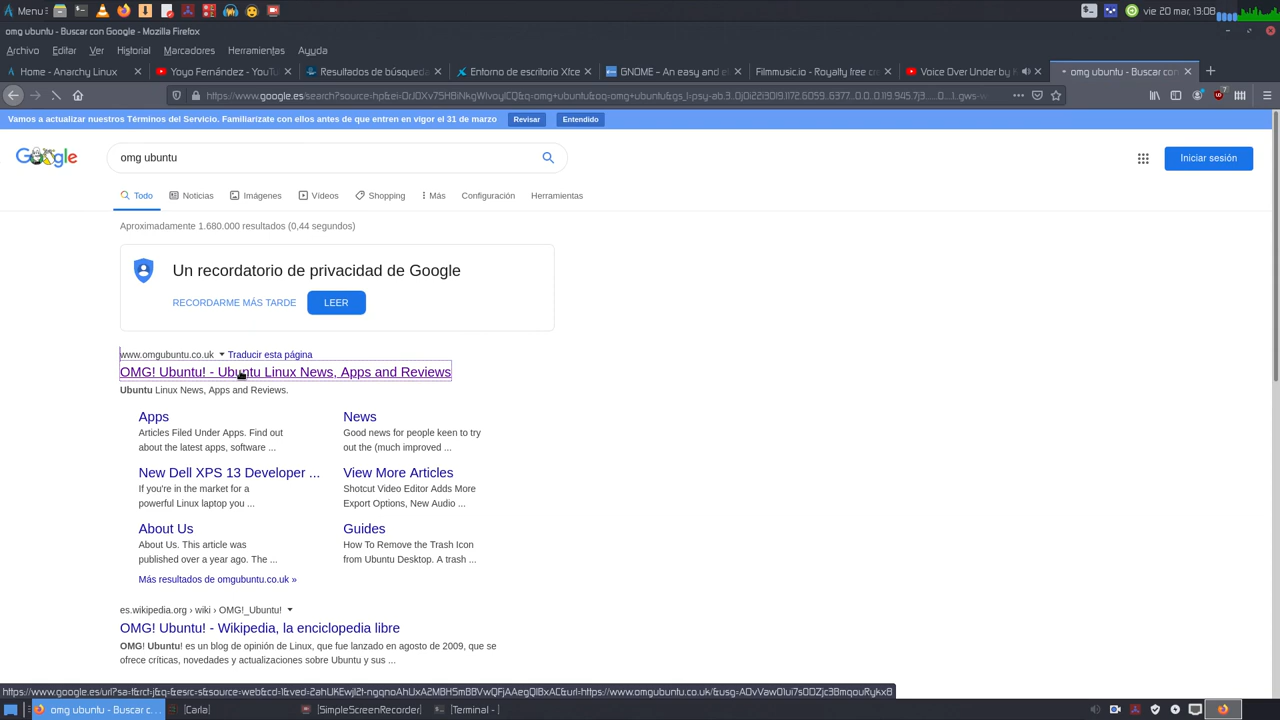 Menu
vie 20 mar, 13:08
omg ubuntu - Buscar con Google - Mozilla Firefox
Archivo Editar Ver Historial Marcadores Herramientas Ayuda
Home - Anarchy Linux
Yoyo Fernández - YouTu
Resultados de búsqueda
Entorno de escritorio Xfce
GNOME – An easy and el
Filmmusic.io - Royalty free cr
Voice Over Under by K
omg ubuntu - Buscar con
Vamos a actualizar nuestros Términos del Servicio. Familiarízate con ellos antes de que entren en vigor el 31 de marzo Revisar Entendido
Google
omg ubuntu
Iniciar sesión
Todo Noticias Imágenes Vídeos Shopping Más Configuración Herramientas
Aproximadamente 1.680.000 resultados (0,44 segundos)
Un recordatorio de privacidad de Google
RECORDARME MÁS TARDE LEER
www.omgubuntu.co.uk Traducir esta página
OMG! Ubuntu! - Ubuntu Linux News, Apps and Reviews
Ubuntu Linux News, Apps and Reviews.
Apps
Articles Filed Under Apps. Find out
about the latest apps, software ...
News
Good news for people keen to try
out the (much improved ...
New Dell XPS 13 Developer ...
If you're in the market for a
powerful Linux laptop you ...
View More Articles
Shotcut Video Editor Adds More
Export Options, New Audio ...
About Us
About Us. This article was
published over a year ago. The ...
Guides
How To Remove the Trash Icon
from Ubuntu Desktop. A trash ...
Más resultados de omgubuntu.co.uk »
es.wikipedia.org › wiki › OMG!_Ubuntu!
OMG! Ubuntu! - Wikipedia, la enciclopedia libre
OMG! Ubuntu! es un blog de opinión de Linux, que fue lanzado en agosto de 2009, que se
ofrece críticas, novedades y actualizaciones sobre Ubuntu y sus ...
omg ubuntu - Buscar c...
[Carla]
[SimpleScreenRecorder]
[Terminal - ]